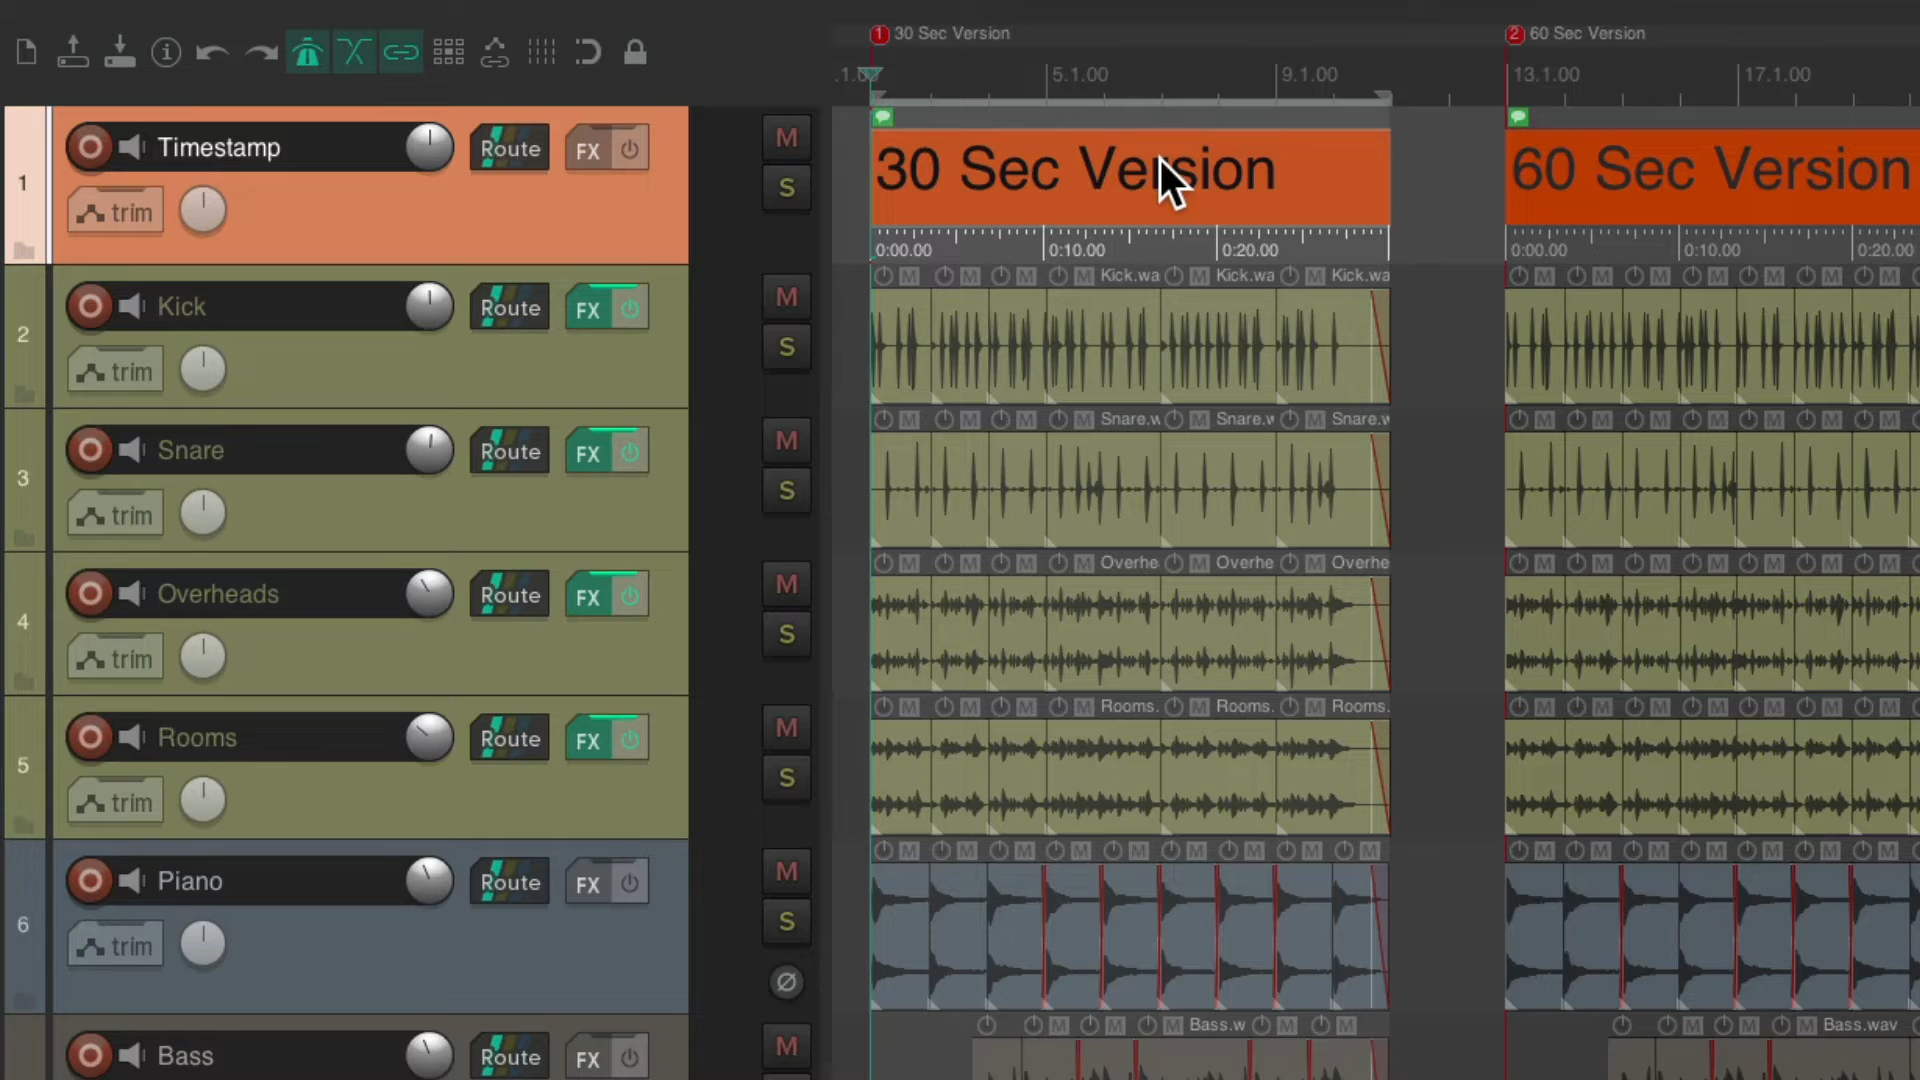 1 30 Sec Version
2 60 Sec Version
.1.00
5.1.00
9.1.00
13.1.00
17.1.00
1
Timestamp
Route
FX
trim
M
S
30 Sec Version
60 Sec Version
0:00.00
0:10.00
0:20.00
0:00.00
0:10.00
0:20.00
2
Kick
Route
FX
trim
M
S
M M M M Kick.wa M Kick.wa M Kick.wa
M M M M M M M
3
Snare
Route
FX
trim
M
S
M M M M Snare.w M Snare.w M Snare.w
M M M M M M M
4
Overheads
Route
FX
trim
M
S
M M M M Overhe M Overhe M Overhe
M M M M M M M
5
Rooms
Route
FX
trim
M
S
M M M M Rooms. M Rooms. M Rooms.
M M M M M M M
6
Piano
Route
FX
trim
M
S
Ø
M M M M M M M M M
M M M M M M M
Bass
Route
FX
M
M M M Bass.w M M
M M M Bass.wav